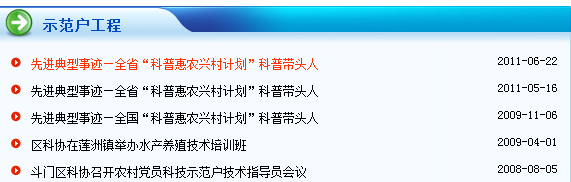 示范户工程
先进典型事迹—全省“科普惠农兴村计划”科普带头人 2011-06-22
先进典型事迹—全省“科普惠农兴村计划”科普带头人 2011-05-16
先进典型事迹—全国“科普惠农兴村计划”科普带头人 2009-11-06
区科协在莲洲镇举办水产养殖技术培训班 2009-04-01
斗门区科协召开农村党员科技示范户技术指导员会议 2008-08-05